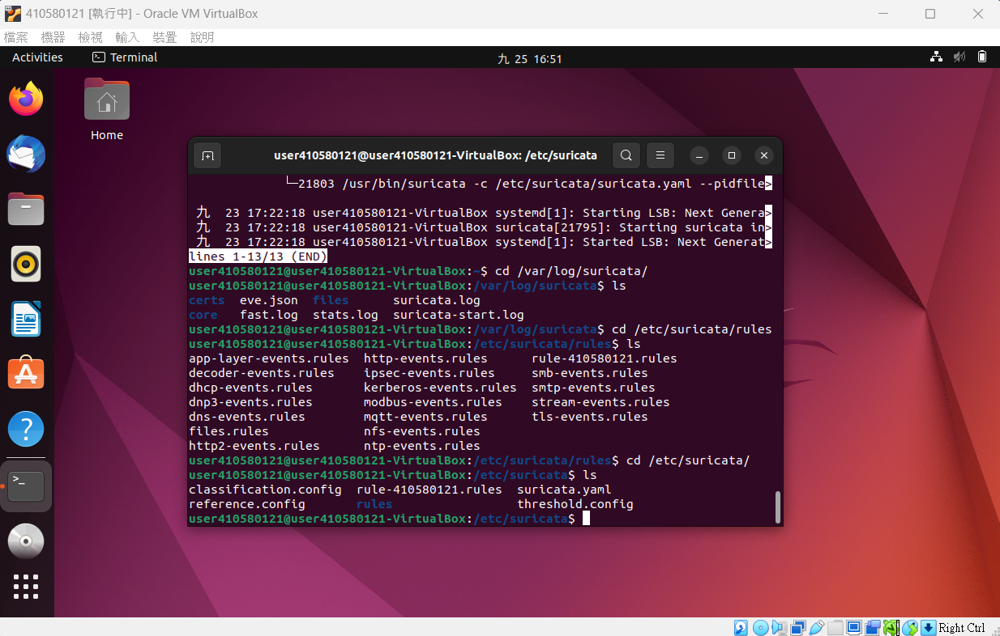 410580121 [執行中] - Oracle VM VirtualBox
檔案 機器 檢視 輸入 裝置 說明
Activities Terminal 九 25 16:51
Home
user410580121@user410580121-VirtualBox: /etc/suricata
└─21803 /usr/bin/suricata -c /etc/suricata/suricata.yaml --pidfile>
九 23 17:22:18 user410580121-VirtualBox systemd[1]: Starting LSB: Next Genera>
九 23 17:22:18 user410580121-VirtualBox suricata[21795]: Starting suricata in>
九 23 17:22:18 user410580121-VirtualBox systemd[1]: Started LSB: Next Generat>
lines 1-13/13 (END)
user410580121@user410580121-VirtualBox:~$ cd /var/log/suricata/
user410580121@user410580121-VirtualBox:/var/log/suricata$ ls
certs eve.json files suricata.log
core fast.log stats.log suricata-start.log
user410580121@user410580121-VirtualBox:/var/log/suricata$ cd /etc/suricata/rules
user410580121@user410580121-VirtualBox:/etc/suricata/rules$ ls
app-layer-events.rules http-events.rules rule-410580121.rules
decoder-events.rules ipsec-events.rules smb-events.rules
dhcp-events.rules kerberos-events.rules smtp-events.rules
dnp3-events.rules modbus-events.rules stream-events.rules
dns-events.rules mqtt-events.rules tls-events.rules
files.rules nfs-events.rules
http2-events.rules ntp-events.rules
user410580121@user410580121-VirtualBox:/etc/suricata/rules$ cd /etc/suricata/
user410580121@user410580121-VirtualBox:/etc/suricata$ ls
classification.config rule-410580121.rules suricata.yaml
reference.config rules threshold.config
user410580121@user410580121-VirtualBox:/etc/suricata$
Right Ctrl